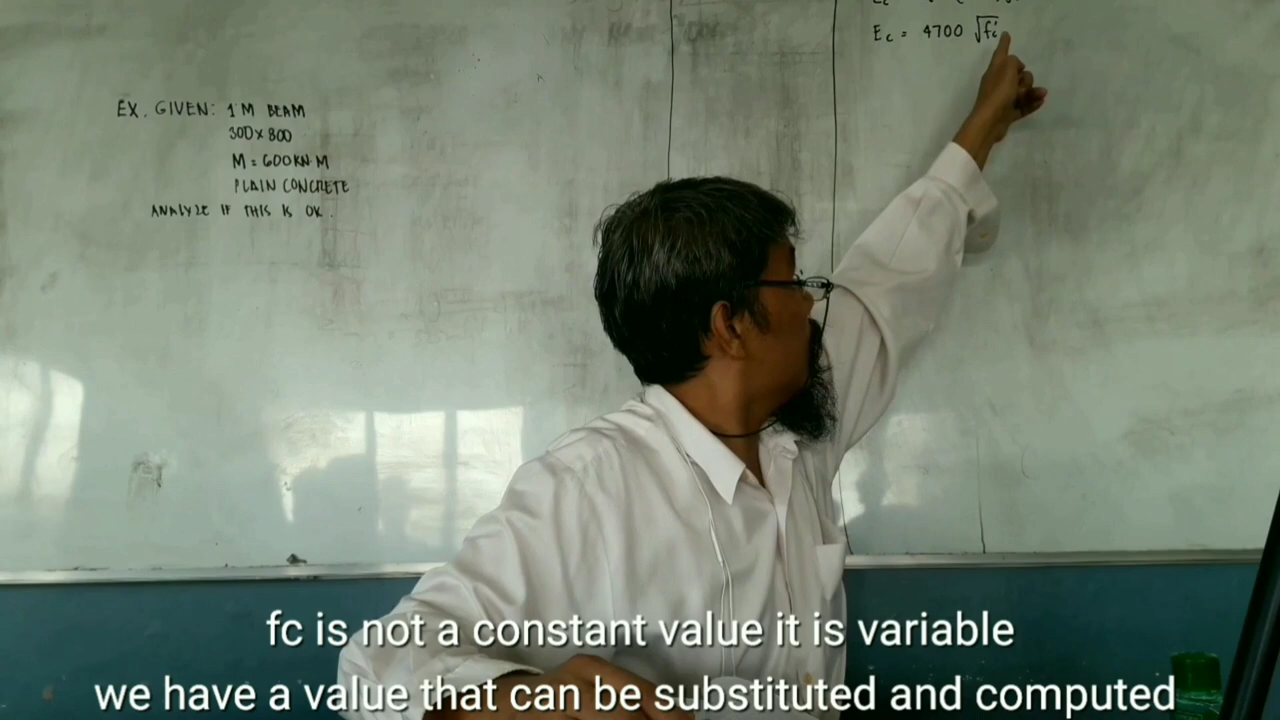 Ec = 4700 √fc'
EX. GIVEN: 1 M BEAM
300 x 800
M = 600 KN·M
PLAIN CONCRETE
ANALYZE IF THIS IS OK.
fc is not a constant value it is variable
we have a value that can be substituted and computed